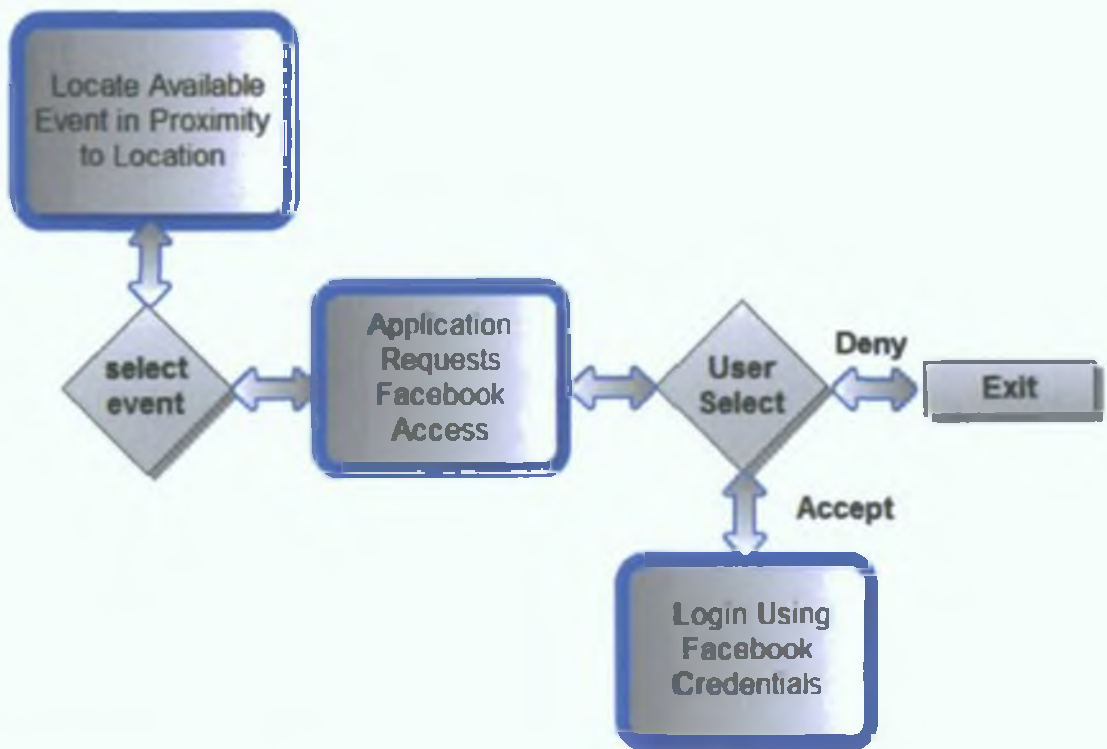 Locate Available
Event in Proximity
to Location
select
event
Application
Requests
Facebook
Access
User
Select
Deny
Exit
Accept
Login Using
Facebook
Credentials